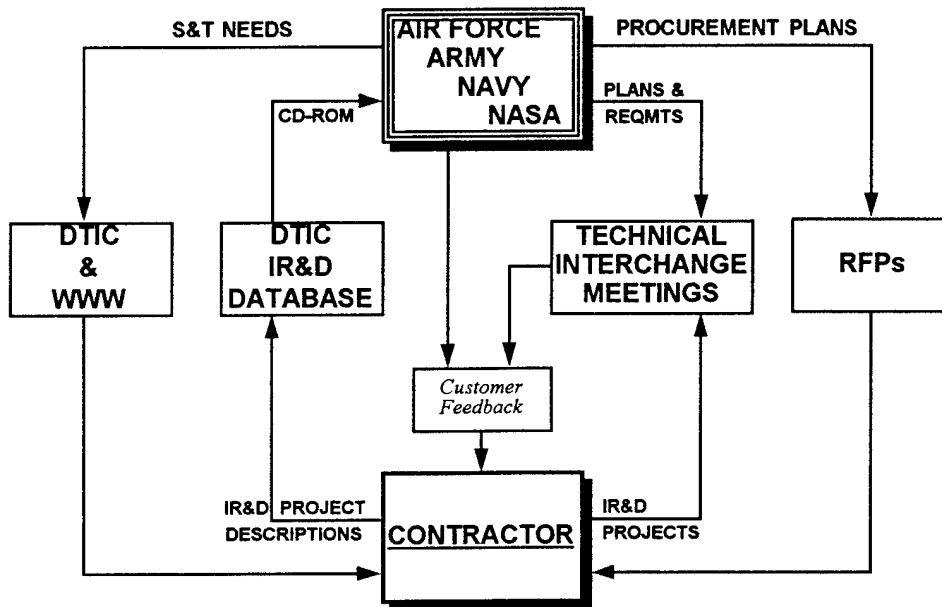 S&T NEEDS
AIR FORCE
ARMY
NAVY
NASA
PROCUREMENT PLANS
CD-ROM
PLANS &
REQMTS
DTIC
&
WWW
DTIC
IR&D
DATABASE
TECHNICAL
INTERCHANGE
MEETINGS
RFPs
Customer
Feedback
IR&D PROJECT
DESCRIPTIONS
CONTRACTOR
IR&D
PROJECTS